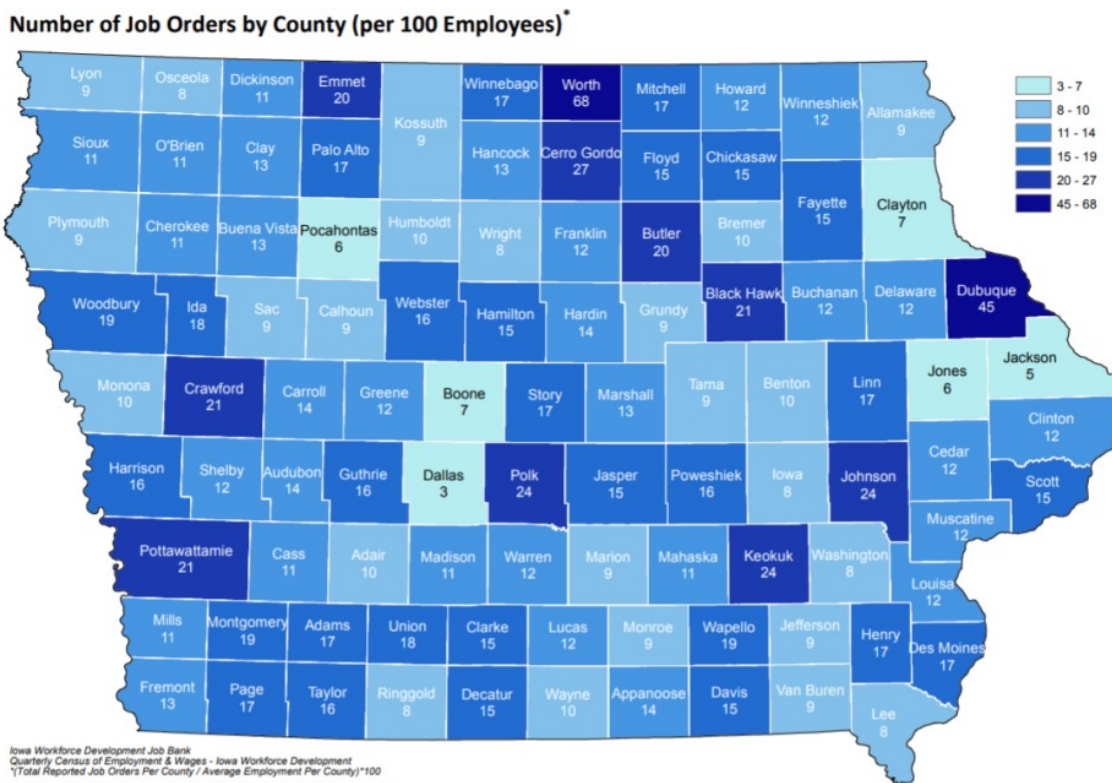 Number of Job Orders by County (per 100 Employees)*
Lyon
9
Osceola
8
Dickinson
11
Emmet
20
Kossuth
9
Winnebago
17
Worth
68
Mitchell
17
Howard
12
Winneshiek
12
Allamakee
9
3 - 7
8 - 10
11 - 14
15 - 19
20 - 27
45 - 68
Sioux
11
O'Brien
11
Clay
13
Palo Alto
17
Hancock
13
Cerro Gordo
27
Floyd
15
Chickasaw
15
Fayette
15
Clayton
7
Plymouth
9
Cherokee
11
Buena Vista
13
Pocahontas
6
Humboldt
10
Wright
8
Franklin
12
Butler
20
Bremer
10
Woodbury
19
Ida
18
Sac
9
Calhoun
9
Webster
16
Hamilton
15
Hardin
14
Grundy
9
Black Hawk
21
Buchanan
12
Delaware
12
Dubuque
45
Monona
10
Crawford
21
Carroll
14
Greene
12
Boone
7
Story
17
Marshall
13
Tama
9
Benton
10
Linn
17
Jones
6
Jackson
5
Clinton
12
Harrison
16
Shelby
12
Audubon
14
Guthrie
16
Dallas
3
Polk
24
Jasper
15
Poweshiek
16
Iowa
8
Johnson
24
Cedar
12
Scott
15
Muscatine
12
Pottawattamie
21
Cass
11
Adair
10
Madison
11
Warren
12
Marion
9
Mahaska
11
Keokuk
24
Washington
8
Louisa
12
Mills
11
Montgomery
19
Adams
17
Union
18
Clarke
15
Lucas
12
Monroe
9
Wapello
19
Jefferson
9
Henry
17
Des Moines
17
Fremont
13
Page
17
Taylor
16
Ringgold
8
Decatur
15
Wayne
10
Appanoose
14
Davis
15
Van Buren
9
Lee
8
Iowa Workforce Development Job Bank
Quarterly Census of Employment & Wages - Iowa Workforce Development
*(Total Reported Job Orders Per County / Average Employment Per County)*100